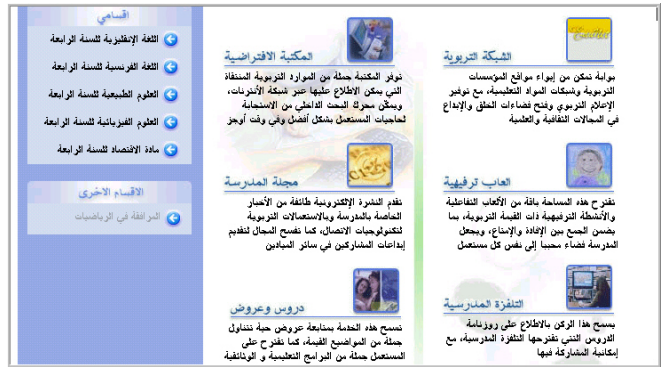 الشبكة التربوية
بوابة تمكن من إيواء مواقع المؤسسات
التربوية وشبكات المواد التعليمية، مع توفير
الإعلام التربوي وفتح فضاءات الخلق والإبداع
في المجالات الثقافية والعلمية
العاب ترفيهية
تقترح هذه المساحة باقة من الألعاب التفاعلية
والأنشطة الترفيهية ذات القيمة التربوية، بما
يضمن الجمع بين الإفادة والإمتاع، ويجعل
المدرسة فضاء محببا إلى نفس كل مستعمل
التلفزة المدرسية
يسمح هذا الركن بالاطلاع على روزنامة
الدروس التي تقترحها التلفزة المدرسية، مع
إمكانية المشاركة فيها
المكتبة الافتراضية
توفر المكتبة جملة من الموارد التربوية المنتقاة
التي يمكن الاطلاع عليها عبر شبكة الأنترنات،
ويمكّن محرك البحث الداخلي من الاستجابة
لحاجيات المستعمل بشكل أفضل وفي وقت أوجز
مجلة المدرسة
تقدم النشرة الإلكترونية طائفة من الأخبار
الخاصة بالمدرسة وبالاستعمالات التربوية
لتكنولوجيات الاتصال، كما تفسح المجال لتقديم
إبداعات المشاركين في سائر الميادين
دروس وعروض
تسمح هذه الخدمة بمتابعة عروض حية تتناول
جملة من المواضيع القيمة، كما تقترح على
المستعمل جملة من البرامج التعليمية و الوثائقية
اقسامي
اللغة الإنقليزية للسنة الرابعة
اللغة الفرنسية للسنة الرابعة
العلوم الطبيعية للسنة الرابعة
العلوم الفيزيائية للسنة الرابعة
مادة الاقتصاد للسنة الرابعة
الاقسام الاخرى
المرافقة في الرياضيات